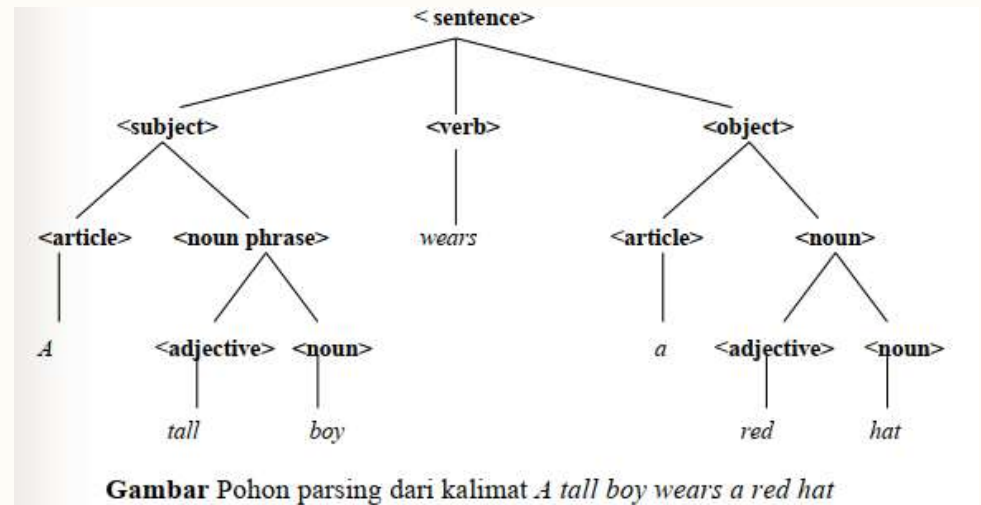 < sentence>
<subject> <verb> <object>
<article> <noun phrase> wears <article> <noun>
A <adjective> <noun> a <adjective> <noun>
tall boy red hat
Gambar Pohon parsing dari kalimat A tall boy wears a red hat